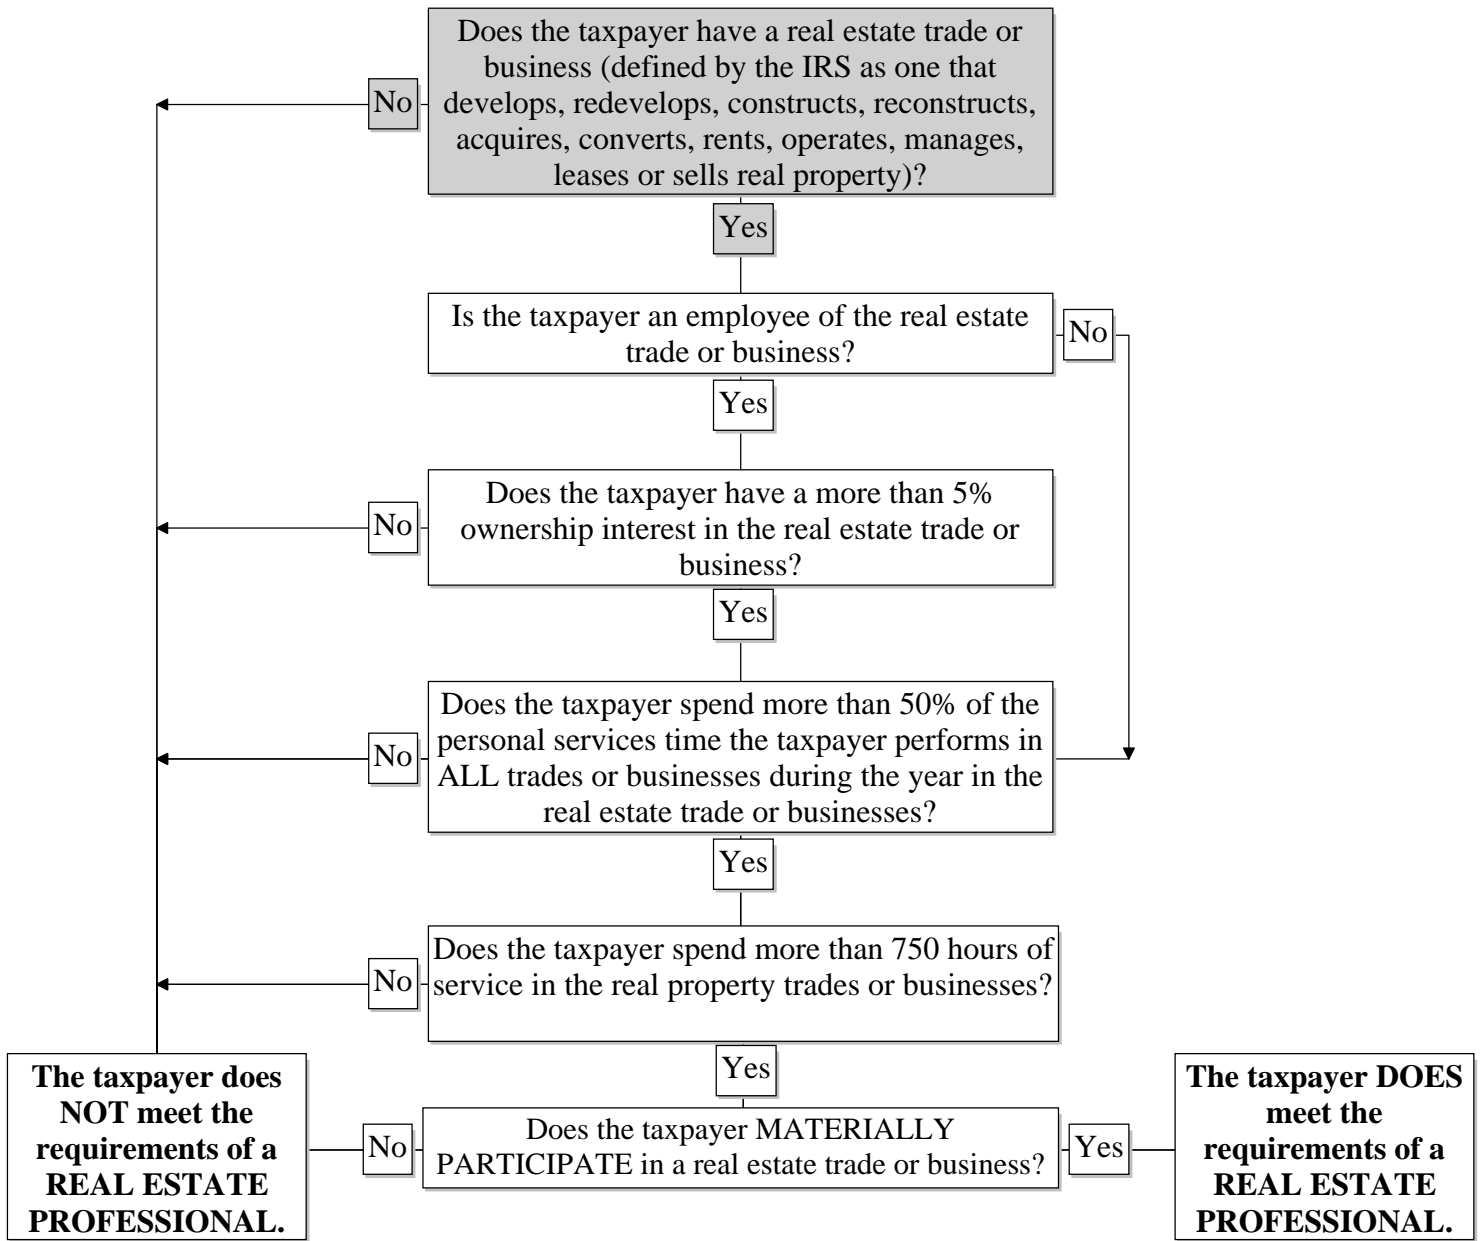 Does the taxpayer have a real estate trade or
business (defined by the IRS as one that
develops, redevelops, constructs, reconstructs,
acquires, converts, rents, operates, manages,
leases or sells real property)?
No
Yes
Is the taxpayer an employee of the real estate
trade or business?
No
Yes
Does the taxpayer have a more than 5%
ownership interest in the real estate trade or
business?
No
Yes
Does the taxpayer spend more than 50% of the
personal services time the taxpayer performs in
ALL trades or businesses during the year in the
real estate trade or businesses?
No
Yes
Does the taxpayer spend more than 750 hours of
service in the real property trades or businesses?
No
Yes
Does the taxpayer MATERIALLY
PARTICIPATE in a real estate trade or business?
No
Yes
The taxpayer does
NOT meet the
requirements of a
REAL ESTATE
PROFESSIONAL.
The taxpayer DOES
meet the
requirements of a
REAL ESTATE
PROFESSIONAL.